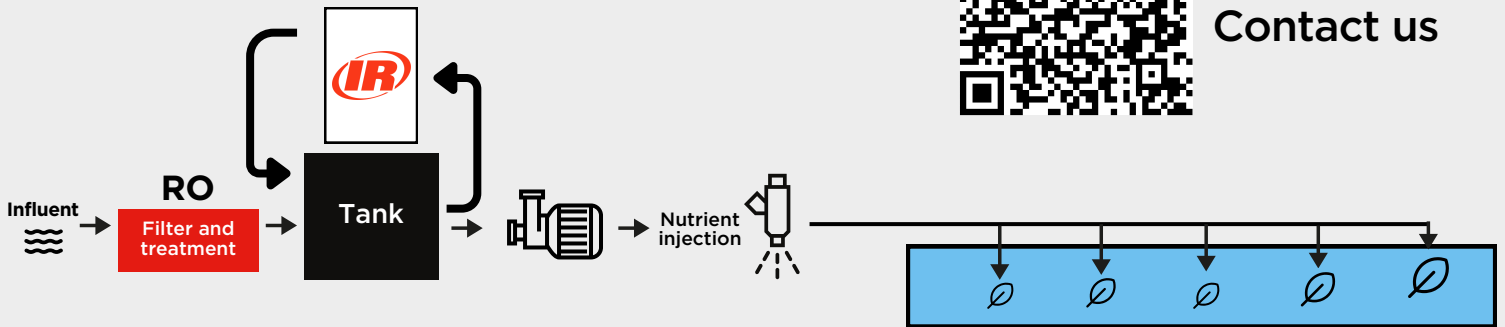 Contact us
IR
RO
Influent
Filter and
treatment
Tank
Nutrient
injection